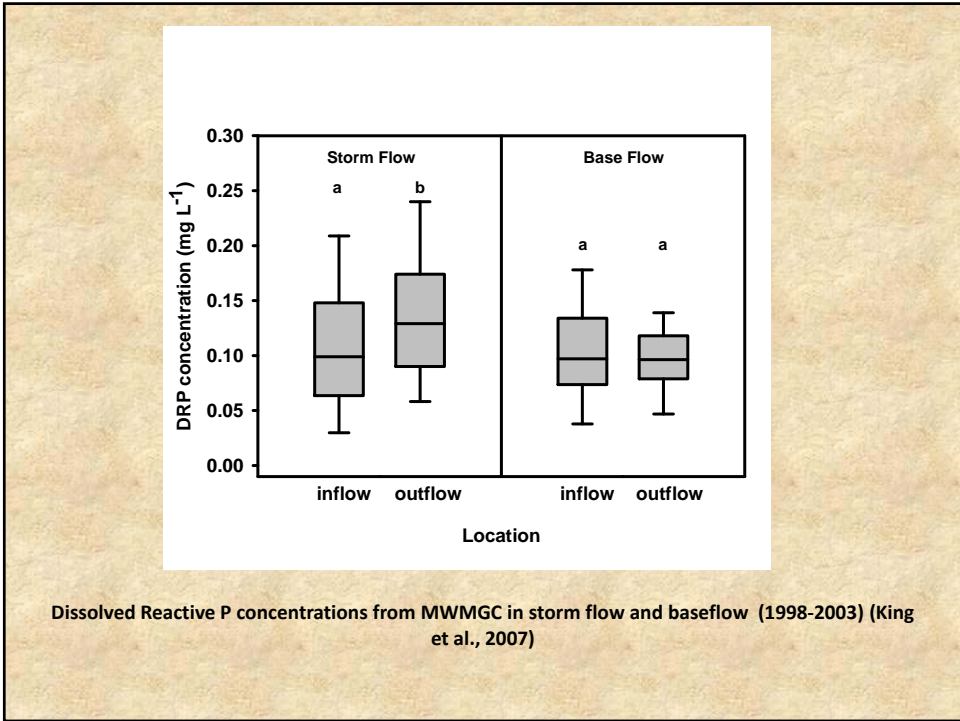 Storm Flow Base Flow
a b
a a
0.30
0.25
0.20
0.15
0.10
0.05
0.00
DRP concentration (mg L-1)
inflow outflow inflow outflow
Location
Dissolved Reactive P concentrations from MWMGC in storm flow and baseflow (1998-2003) (King
et al., 2007)